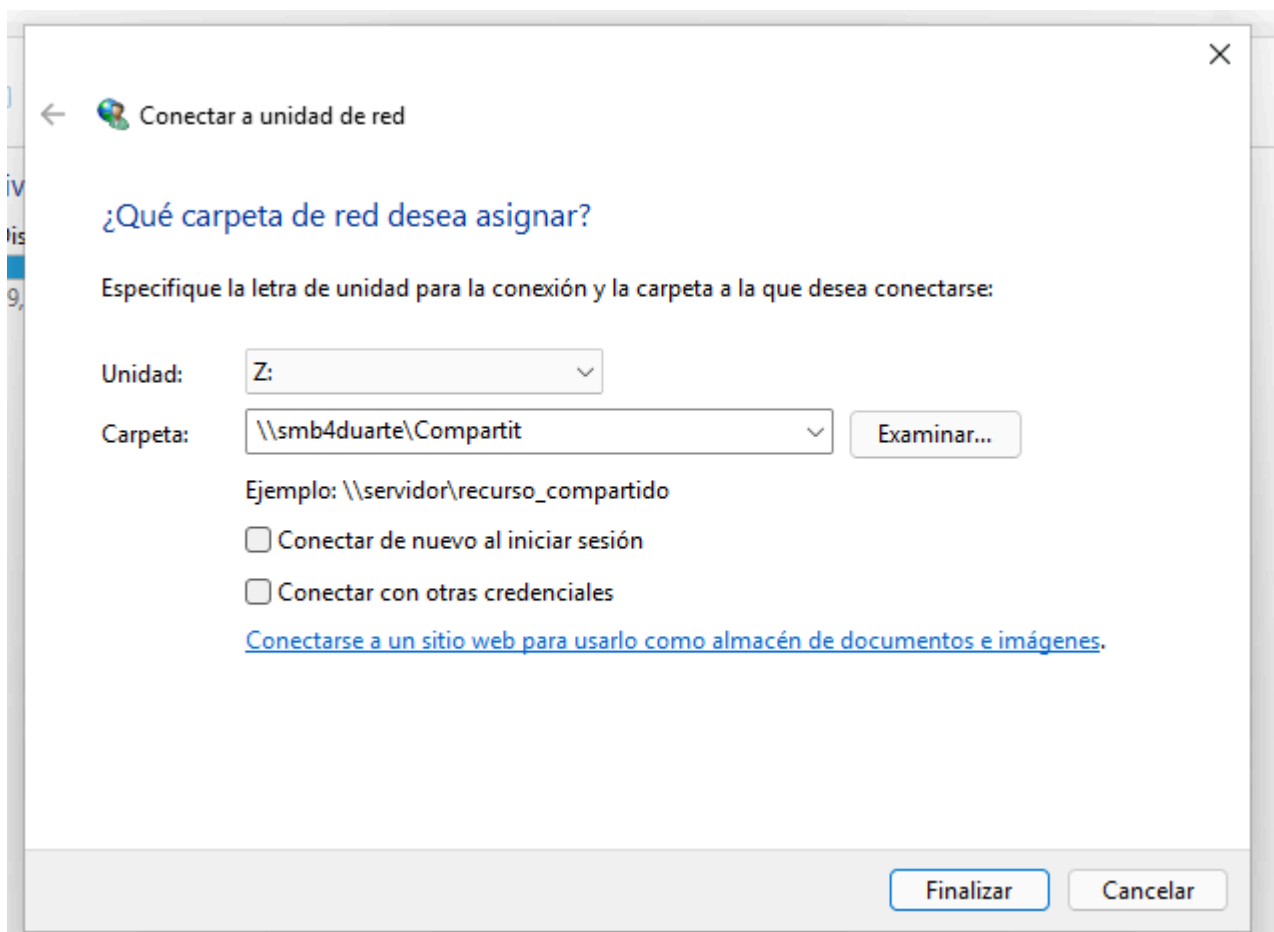 Conectar a unidad de red
¿Qué carpeta de red desea asignar?
Especifique la letra de unidad para la conexión y la carpeta a la que desea conectarse:
Unidad: Z:
Carpeta: \\smb4duarte\Compartit Examinar...
Ejemplo: \\servidor\recurso_compartido
Conectar de nuevo al iniciar sesión
Conectar con otras credenciales
Conectarse a un sitio web para usarlo como almacén de documentos e imágenes.
Finalizar Cancelar